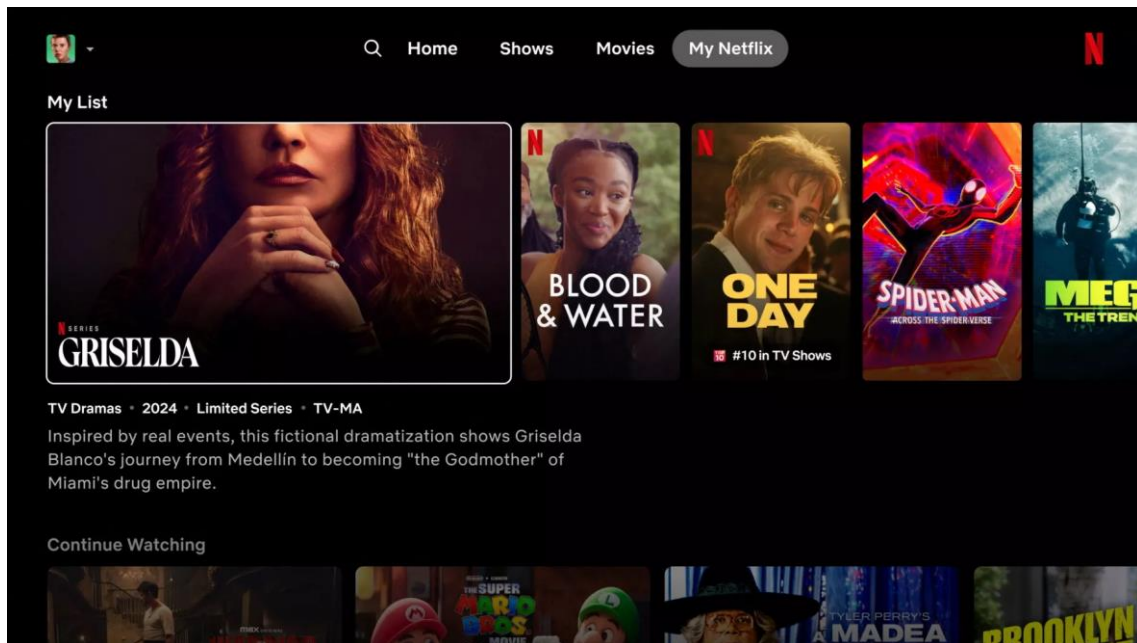 Home Shows Movies My Netflix
N
My List
N SERIES
GRISELDA
N
BLOOD
& WATER
N
ONE
DAY
TOP
10 #10 in TV Shows
SPIDER-MAN
ACROSS THE SPIDER-VERSE
MEG
THE TREN
TV Dramas • 2024 • Limited Series • TV-MA
Inspired by real events, this fictional dramatization shows Griselda
Blanco's journey from Medellín to becoming "the Godmother" of
Miami's drug empire.
Continue Watching
THE SUPER
MARIO
BROS
MOVIE
TYLER PERRY'S
A MADEA
BROOKLYN